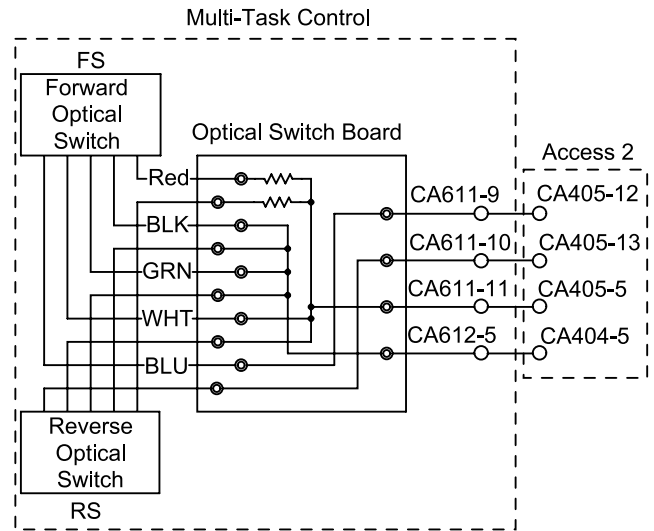 Multi-Task Control
FS
Forward
Optical
Switch
Optical Switch Board
Access 2
Red
CA611-9
CA405-12
BLK
CA611-10
CA405-13
GRN
CA611-11
CA405-5
WHT
CA612-5
CA404-5
BLU
Reverse
Optical
Switch
RS